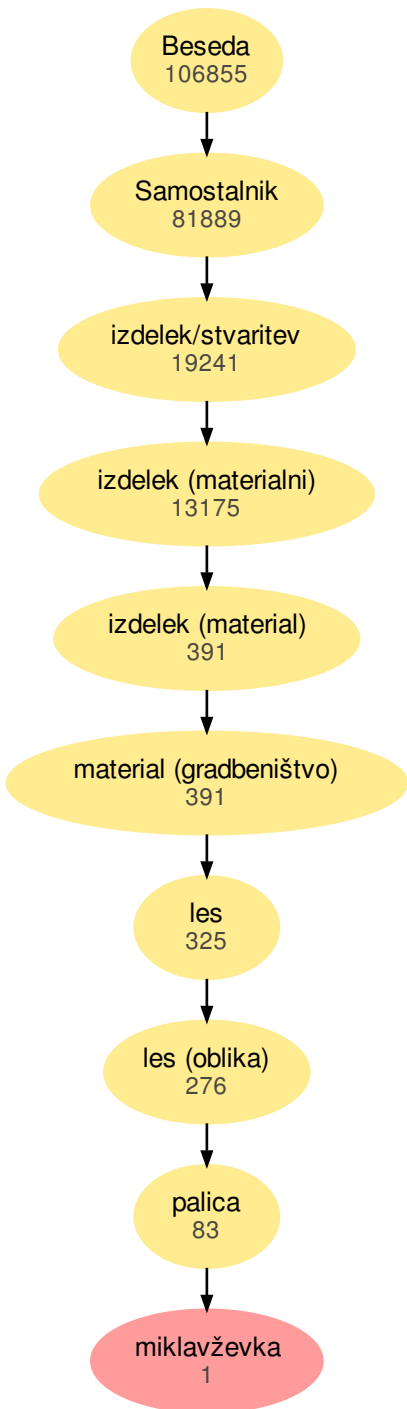 Beseda
106855
Samostalnik
81889
izdelek/stvaritev
19241
izdelek (materialni)
13175
izdelek (material)
391
material (gradbeništvo)
391
les
325
les (oblika)
276
palica
83
miklavževka
1